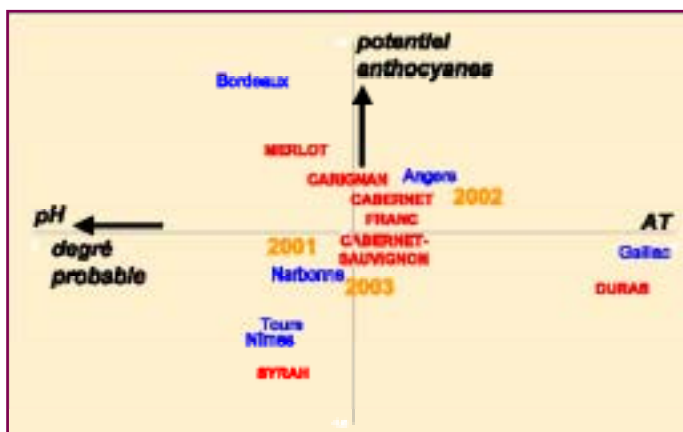 potentiel
anthocyanes
Bordeaux
MERLOT
CARIGNAN
Angers
CABERNET
FRANC
2002
pH
AT
degré
probable
2001
CABERNET-
SAUVIGNON
Gaillac
Narbonne
2003
DURAS
Tours
Nîmes
SYRAH